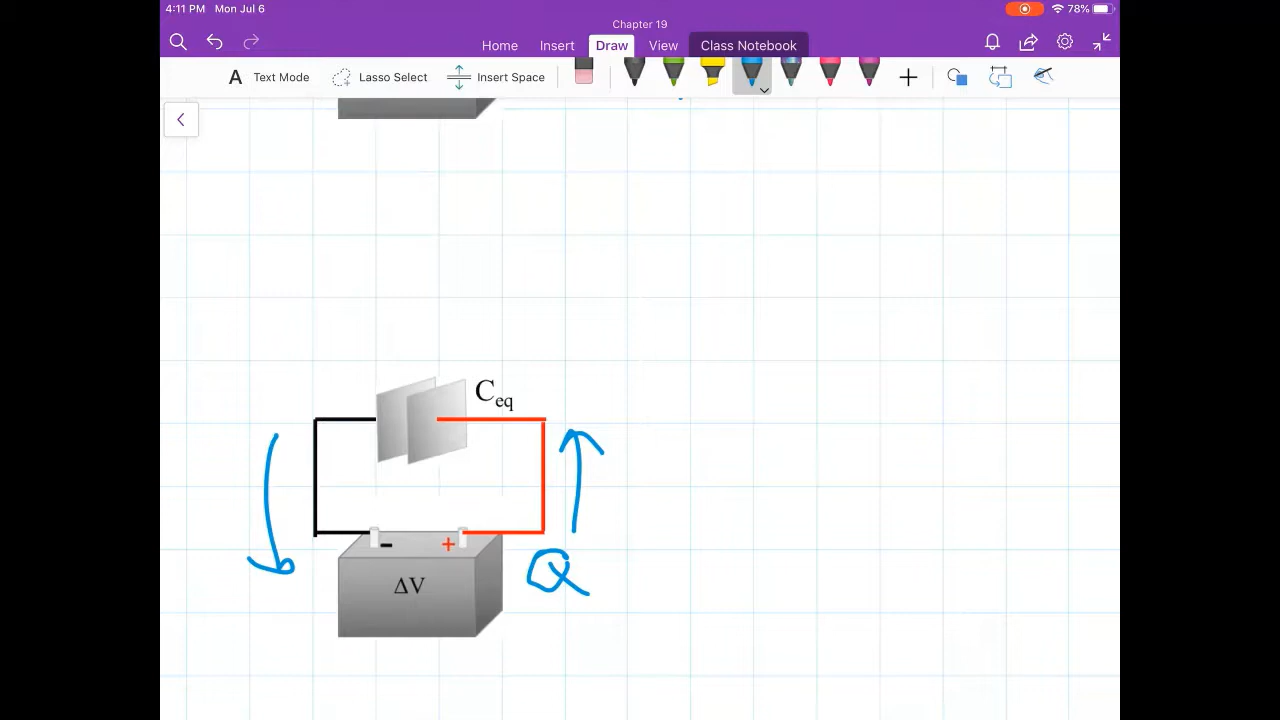 4:11 PM Mon Jul 6
78%
Chapter 19
Home Insert Draw View Class Notebook
A Text Mode Lasso Select Insert Space
C eq
- +
ΔV
Q